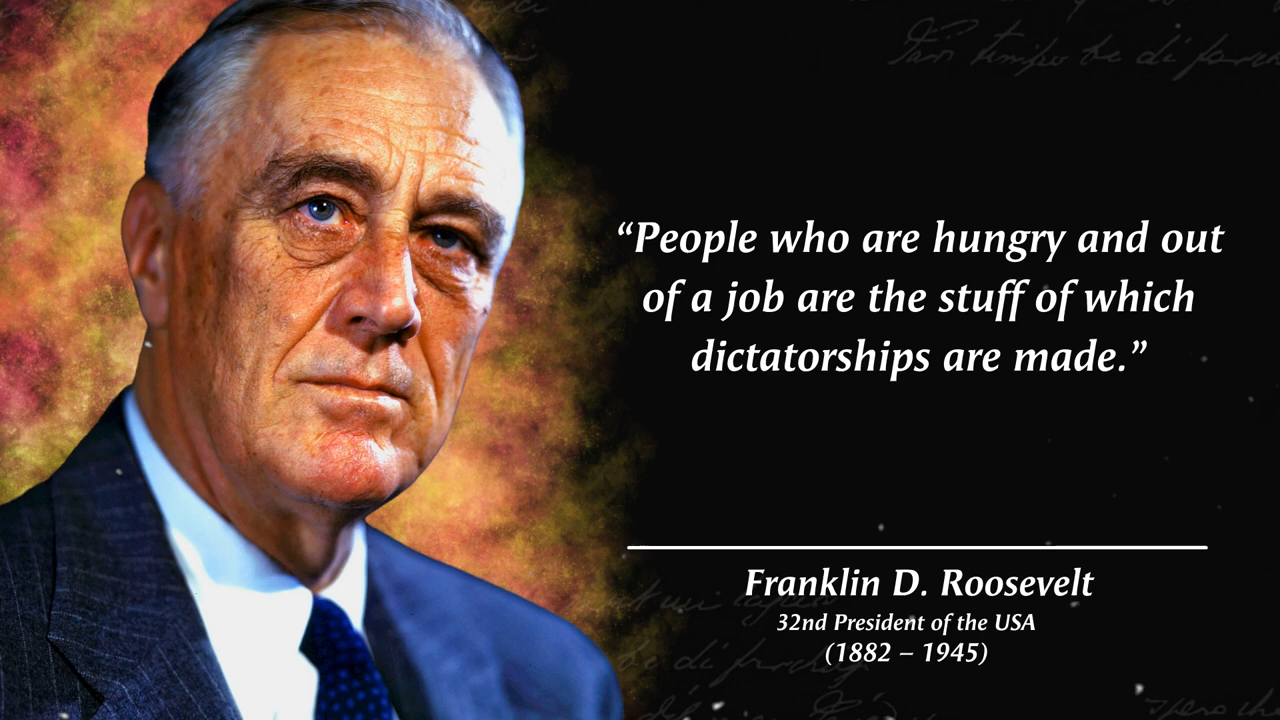 “People who are hungry and out
of a job are the stuff of which
dictatorships are made.”
Franklin D. Roosevelt
32nd President of the USA
(1882 – 1945)